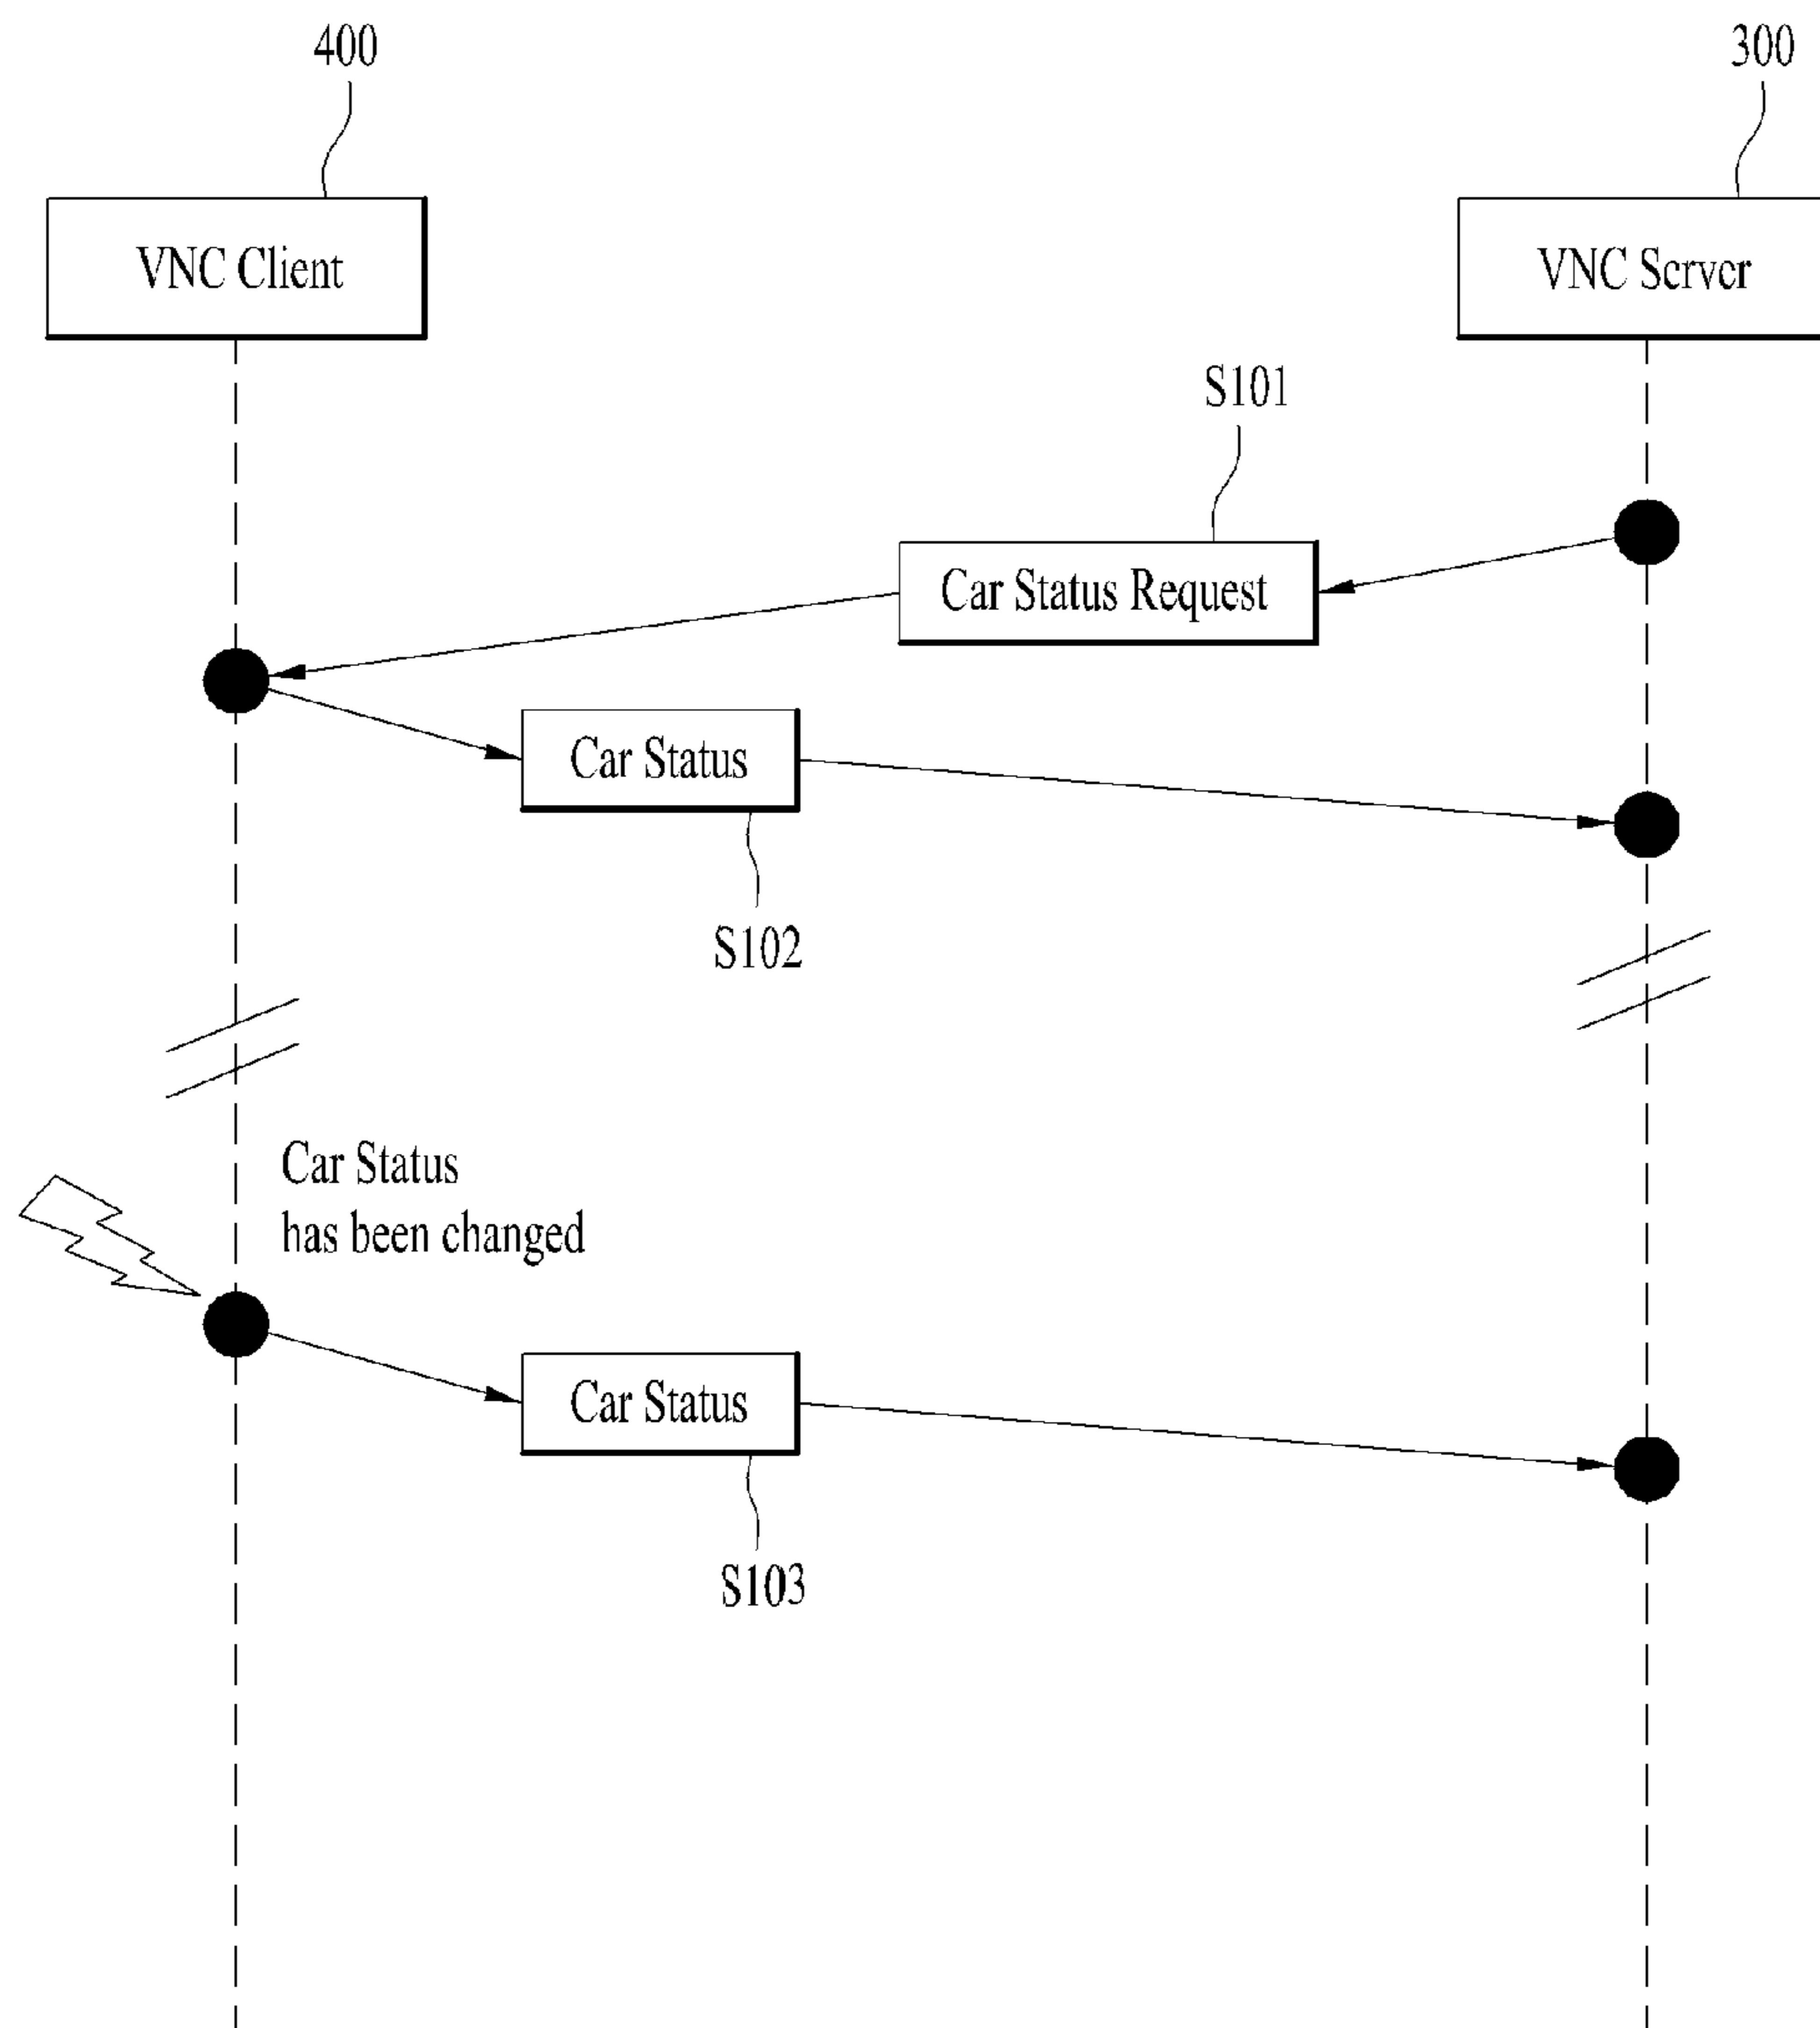 400
300
VNC Client
VNC Server
S101
Car Status Request
Car Status
S102
Car Status
has been changed
Car Status
S103